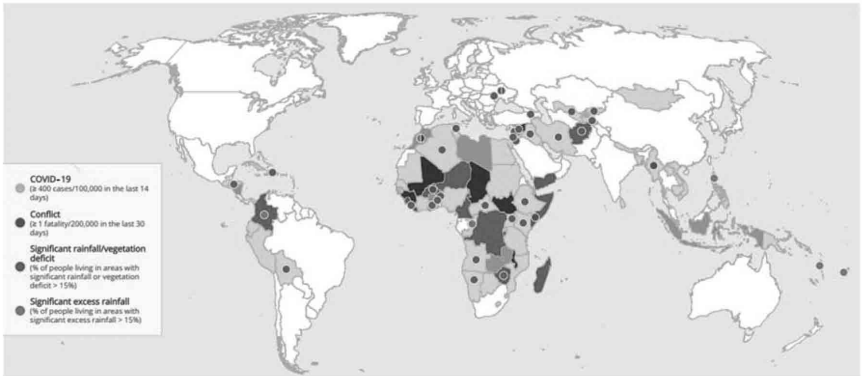 COVID-19
(≥ 400 cases/100,000 in the last 14
days)
Conflict
(≥ 1 fatality/200,000 in the last 30
days)
Significant rainfall/vegetation
deficit
(% of people living in areas with
significant rainfall or vegetation
deficit > 15%)
Significant excess rainfall
(% of people living in areas with
significant excess rainfall > 15%)